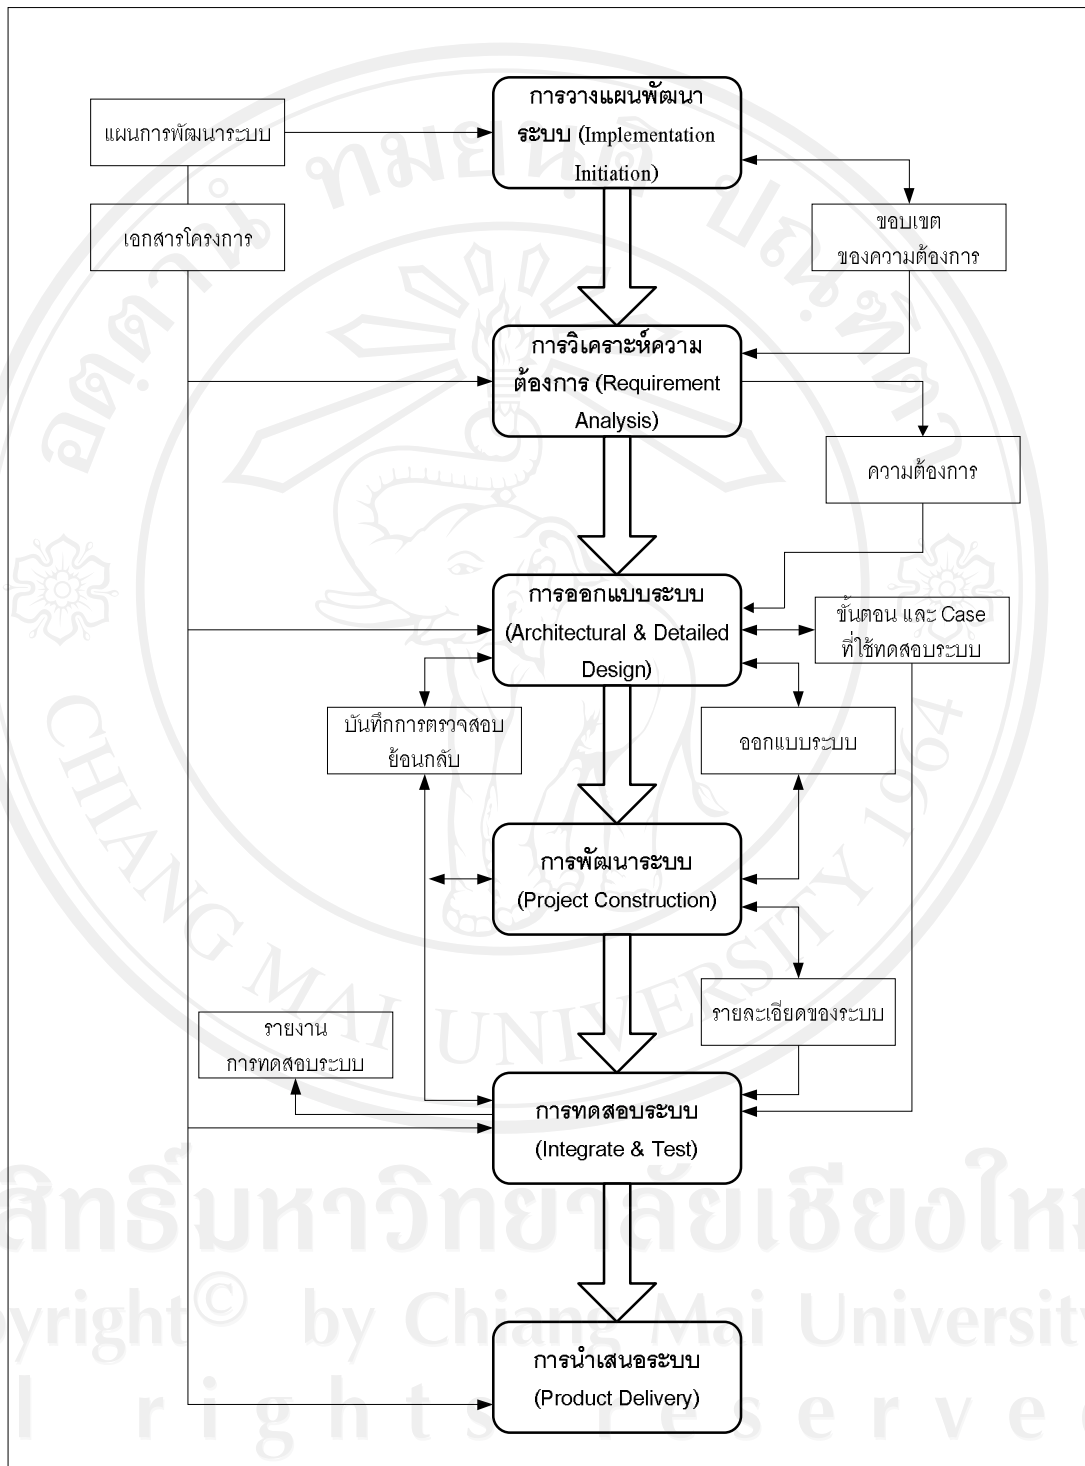 การวางแผนพัฒนา
ระบบ (Implementation
Initiation)
แผนการพัฒนาระบบ
เอกสารโครงการ
ขอบเขต
ของความต้องการ
การวิเคราะห์ความ
ต้องการ (Requirement
Analysis)
ความต้องการ
การออกแบบระบบ
(Architectural & Detailed
Design)
ขั้นตอน และ Case
ที่ใช้ทดสอบระบบ
บันทึกการตรวจสอบ
ย้อนกลับ
ออกแบบระบบ
การพัฒนาระบบ
(Project Construction)
รายละเอียดของระบบ
รายงาน
การทดสอบระบบ
การทดสอบระบบ
(Integrate & Test)
การนำเสนอระบบ
(Product Delivery)
CHIANG MAI UNIVERSITY 1964
สิทธิ์มหาวิทยาลัยเชียงใหม
pyright© by Chiang Mai University
l rights reserve